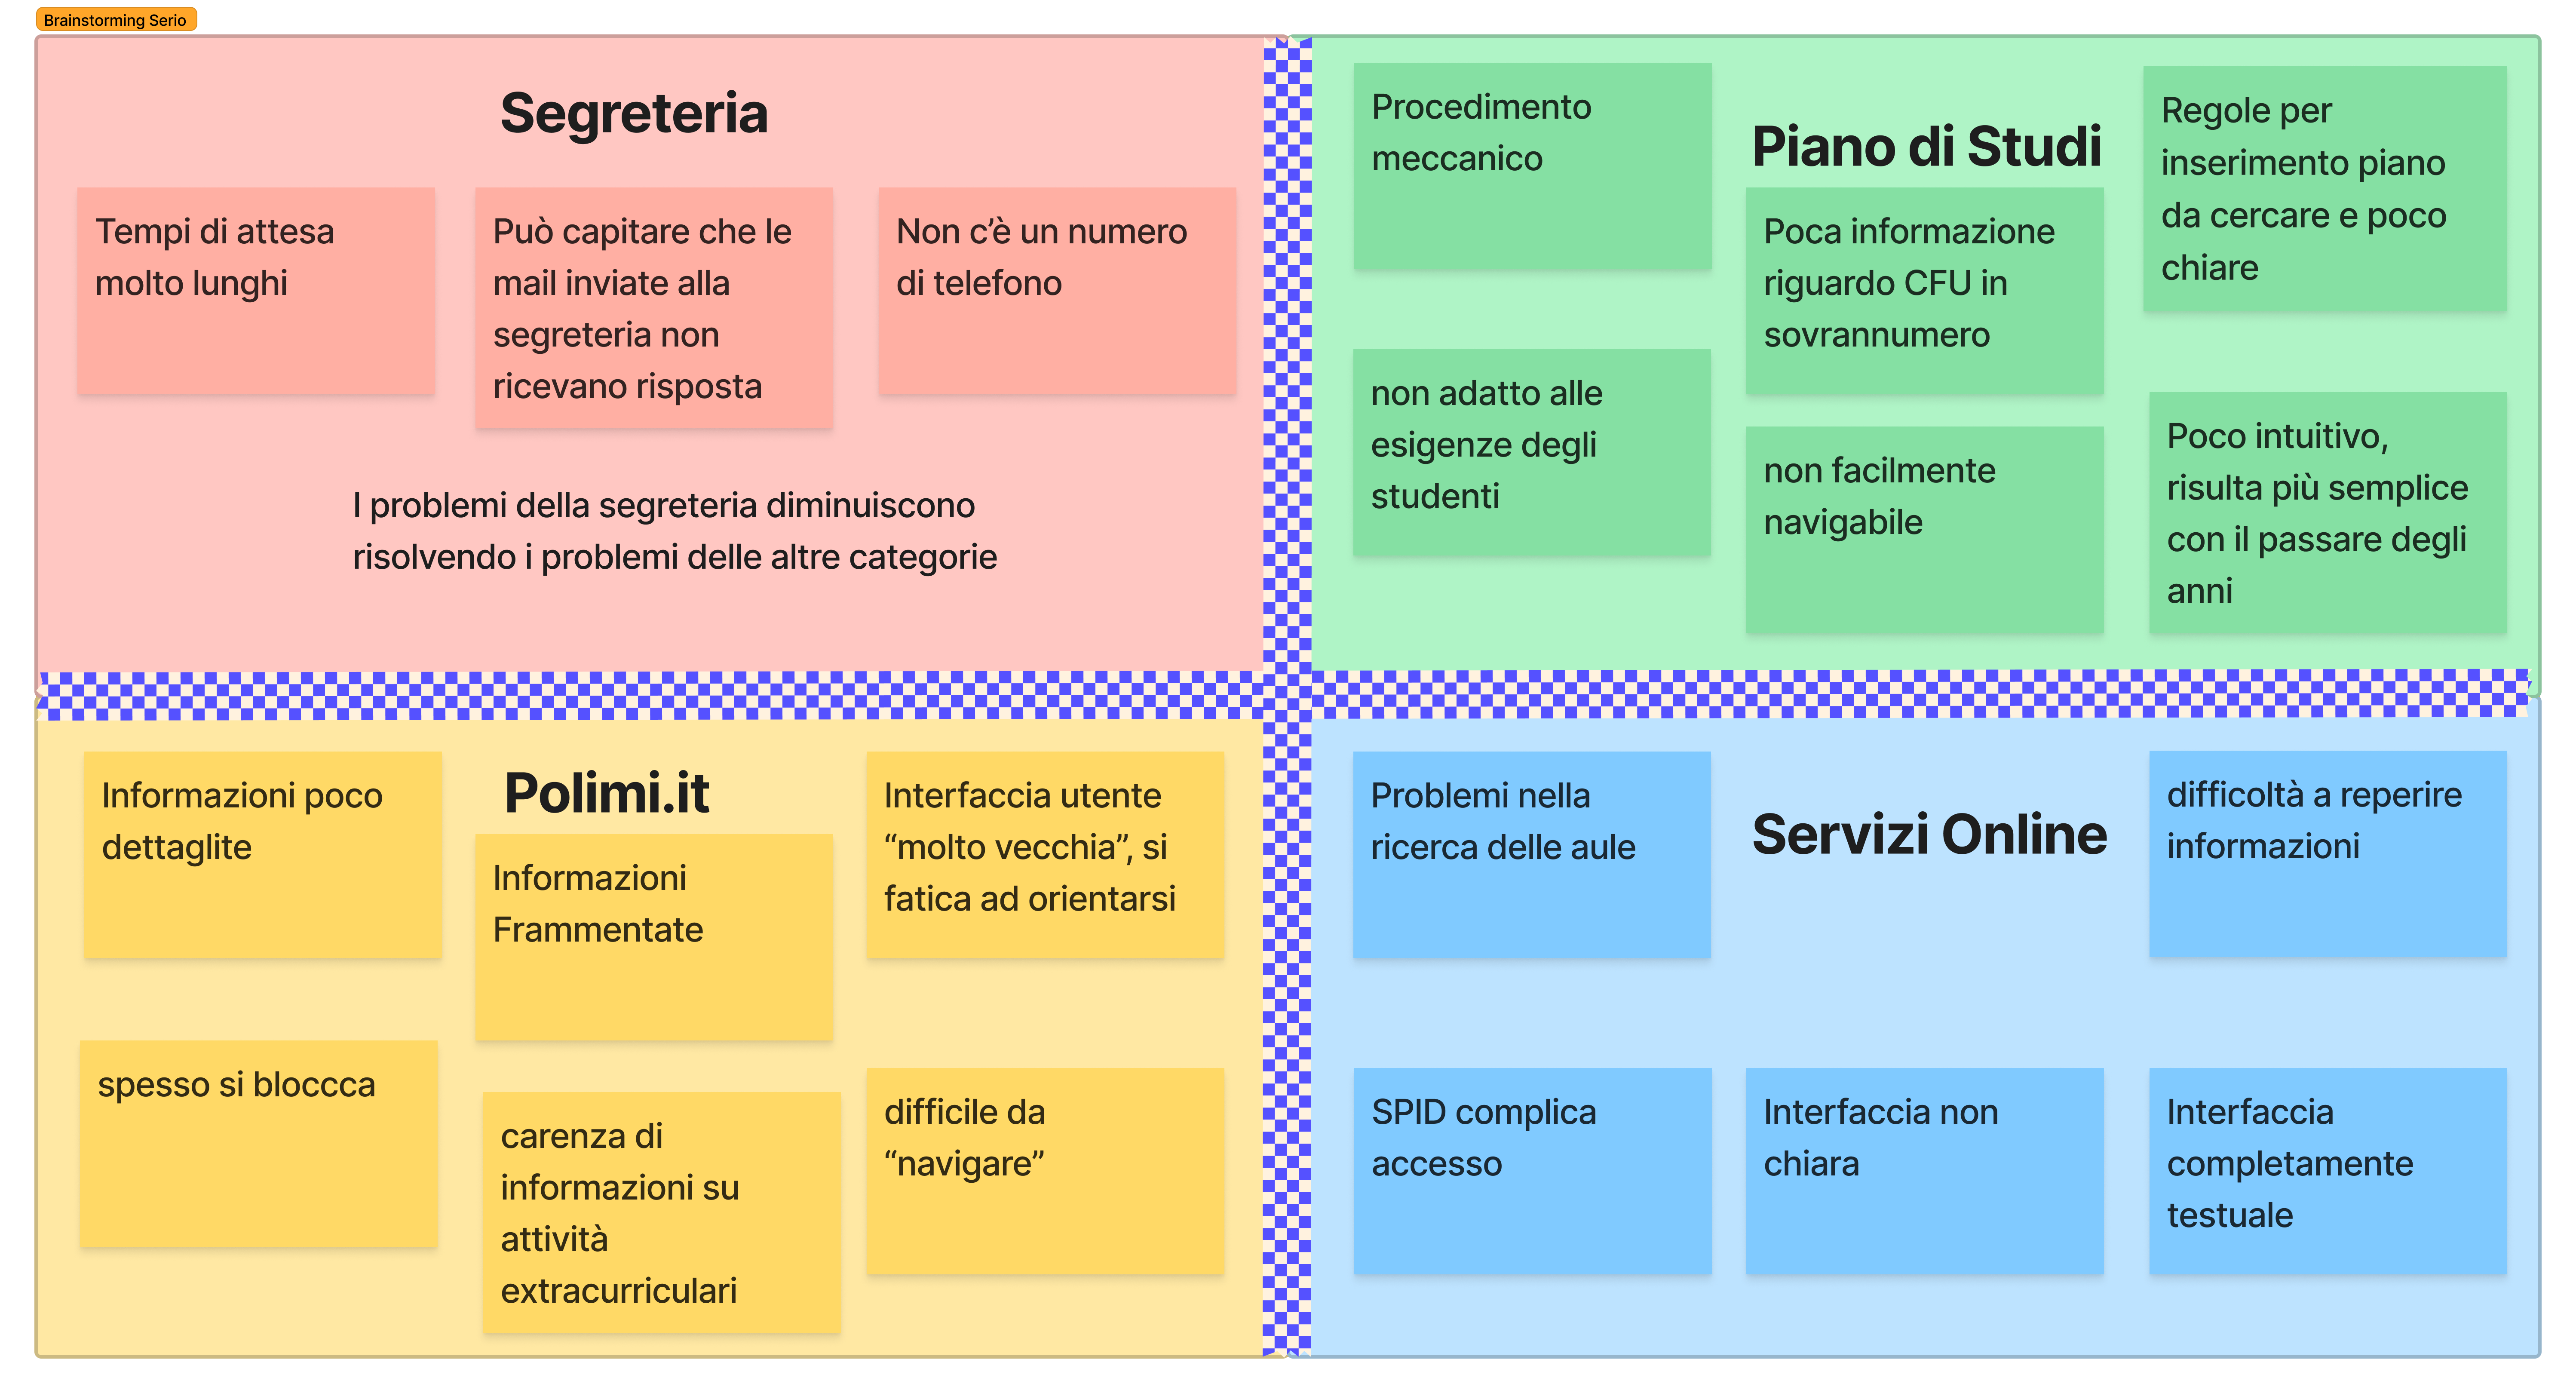 Brainstorming Serio
Segreteria
Tempi di attesa
molto lunghi
Può capitare che le
mail inviate alla
segreteria non
ricevano risposta
Non c’è un numero
di telefono
I problemi della segreteria diminuiscono
risolvendo i problemi delle altre categorie
Piano di Studi
Procedimento
meccanico
Poca informazione
riguardo CFU in
sovrannumero
Regole per
inserimento piano
da cercare e poco
chiare
non adatto alle
esigenze degli
studenti
non facilmente
navigabile
Poco intuitivo,
risulta più semplice
con il passare degli
anni
Polimi.it
Informazioni poco
dettaglite
Informazioni
Frammentate
Interfaccia utente
“molto vecchia”, si
fatica ad orientarsi
spesso si bloccca
carenza di
informazioni su
attività
extracurriculari
difficile da
“navigare”
Servizi Online
Problemi nella
ricerca delle aule
difficoltà a reperire
informazioni
SPID complica
accesso
Interfaccia non
chiara
Interfaccia
completamente
testuale